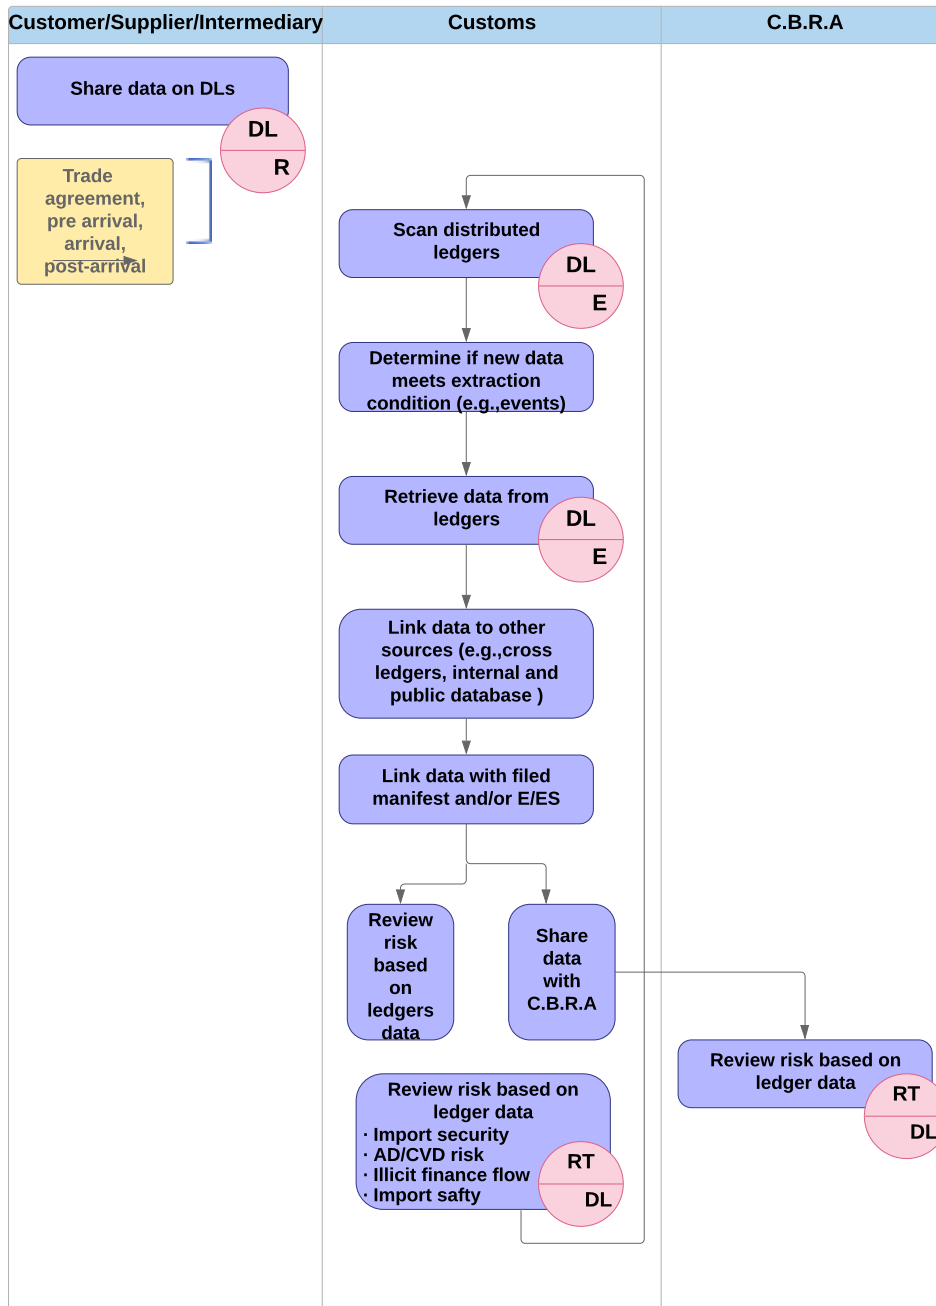 Customer/Supplier/Intermediary
Customs
C.B.R.A
Share data on DLs
DL
R
Trade
agreement,
pre arrival,
arrival,
post-arrival
Scan distributed
ledgers
DL
E
Determine if new data
meets extraction
condition (e.g.,events)
Retrieve data from
ledgers
DL
E
Link data to other
sources (e.g.,cross
ledgers, internal and
public database )
Link data with filed
manifest and/or E/ES
Review
risk
based
on
ledgers
data
Share
data
with
C.B.R.A
Review risk based on
ledger data
RT
DL
Review risk based on
ledger data
· Import security
· AD/CVD risk
· Illicit finance flow
· Import safty
RT
DL